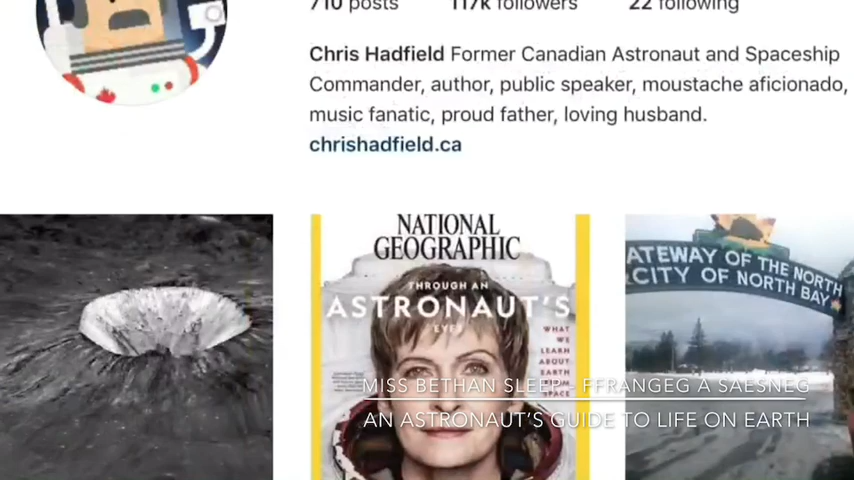 710 posts 117k followers 22 following
Chris Hadfield Former Canadian Astronaut and Spaceship
Commander, author, public speaker, moustache aficionado,
music fanatic, proud father, loving husband.
chrishadfield.ca
NATIONAL
GEOGRAPHIC
THROUGH AN
ASTRONAUT'S
EYES
WHAT
WE
LEARN
ABOUT
EARTH
FROM
SPACE
ATEWAY OF THE NORTH
CITY OF NORTH BAY
MISS BETHAN SLEEP - FFRANGEG A SAESNEG
AN ASTRONAUT'S GUIDE TO LIFE ON EARTH